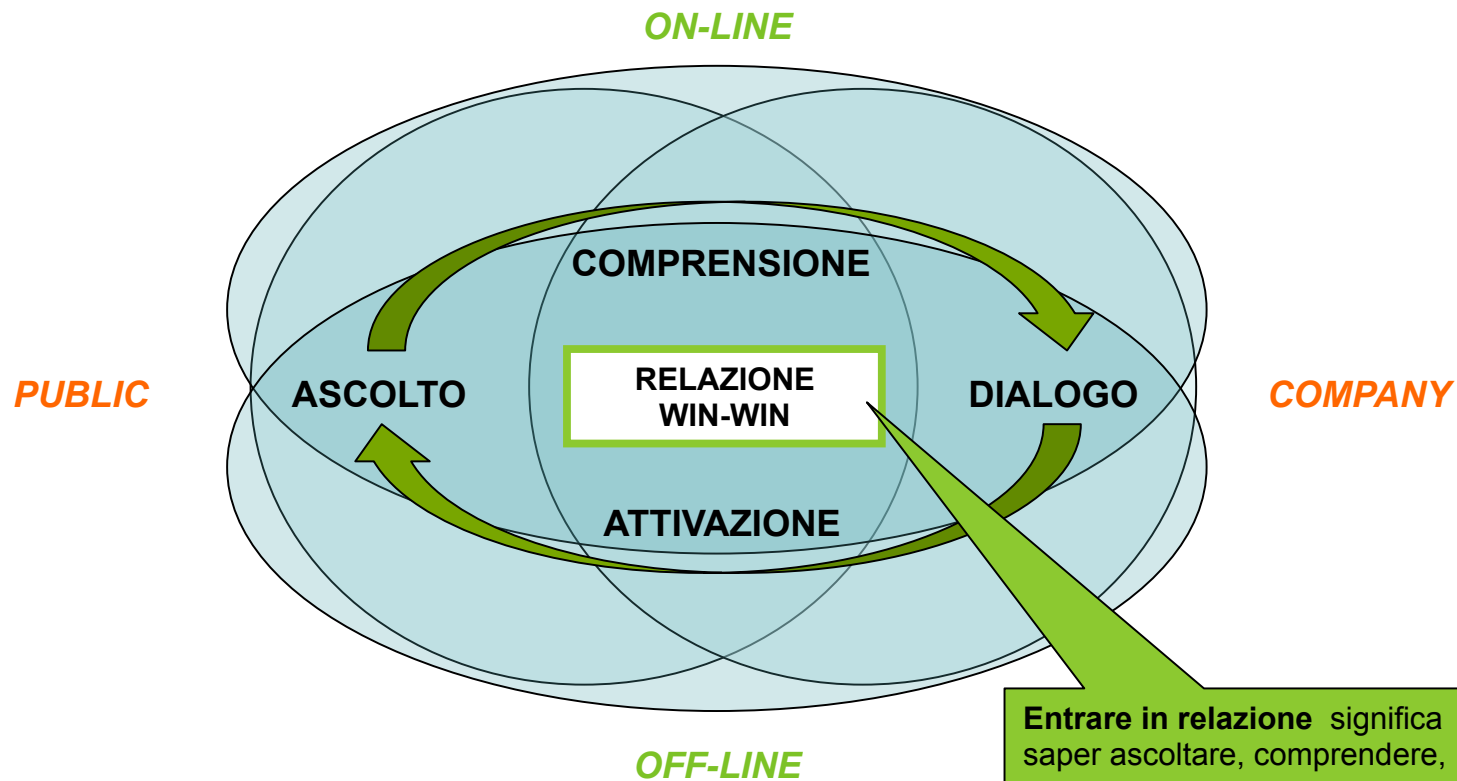 ON-LINE
COMPRENSIONE
PUBLIC
ASCOLTO
RELAZIONE
WIN-WIN
DIALOGO
COMPANY
ATTIVAZIONE
Entrare in relazione significa
saper ascoltare, comprendere,
OFF-LINE